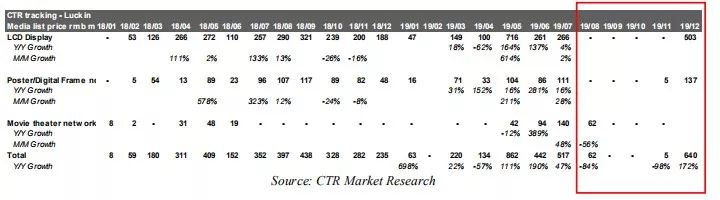 CTR tracking - Luckin
Media list price rmb m 18/01 18/02 18/03 18/04 18/05 18/06 18/07 18/08 18/09 18/10 18/11 18/12 19/01 19/02 19/03 19/04 19/05 19/06 19/07 19/08 19/09 19/10 19/11 19/12
LCD Display - 53 126 266 272 110 257 290 321 239 200 188 47 149 100 716 261 266 - - - - 503
Y/Y Growth 18% -62% 164% 137% 4%
M/M Growth 111% 2% 133% 13% -26% -16% 614% 2%
Poster/Digital Frame - 5 54 13 89 23 96 107 117 89 82 48 16 71 33 104 86 111 - - - 5 137
Y/Y Growth 31% 152% 16% 281% 16%
M/M Growth 578% 323% 12% -24% -8% 211% 28%
Movie theater network 8 2 - 31 48 19 - - - - - - - - - 42 94 140 62 - - - -
Y/Y Growth -12% 389%
M/M Growth 48% -56%
Total 8 59 180 311 409 152 352 397 438 328 282 235 63 - 220 134 862 442 517 62 - - 5 640
Y/Y Growth 698% 22% -57% 111% 190% 47% -84% -98% 172%
Source: CTR Market Research